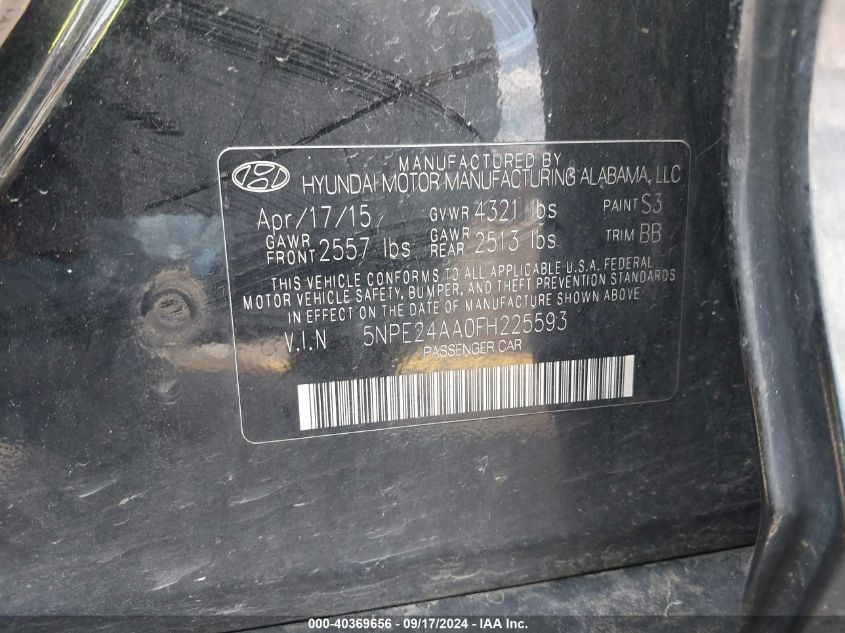 MANUFACTURED BY
HYUNDAI MOTOR MANUFACTURING ALABAMA, LLC
Apr/17/15 GVWR 4321 lbs PAINT S3
GAWR FRONT 2557 lbs GAWR REAR 2513 lbs TRIM BB
THIS VEHICLE CONFORMS TO ALL APPLICABLE U.S.A. FEDERAL
MOTOR VEHICLE SAFETY, BUMPER, AND THEFT PREVENTION STANDARDS
IN EFFECT ON THE DATE OF MANUFACTURE SHOWN ABOVE
V.I.N 5NPE24AA0FH225593
PASSENGER CAR
000-40369656 - 09/17/2024 - IAA Inc.